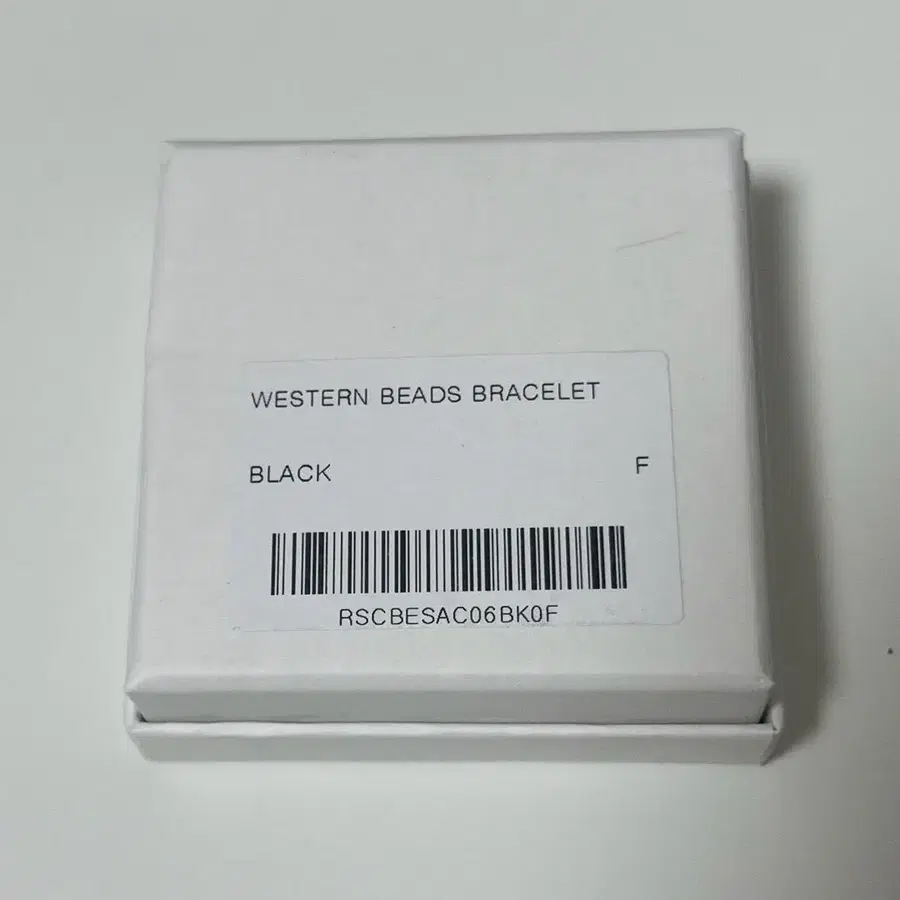 WESTERN BEADS BRACELET
BLACK F
RSCBESAC06BK0F